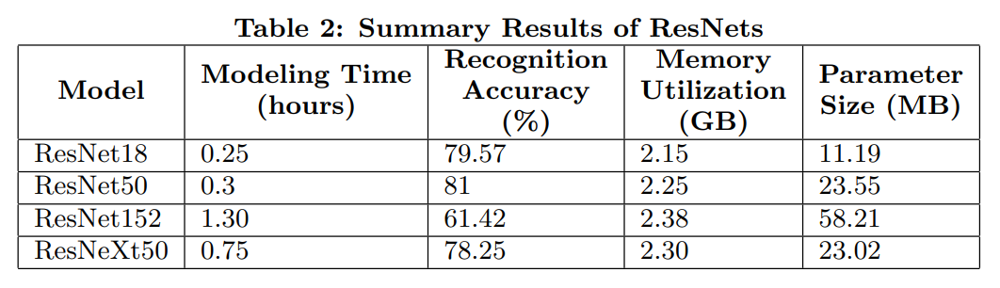 Table 2: Summary Results of ResNets
Model | Modeling Time (hours) | Recognition Accuracy (%) | Memory Utilization (GB) | Parameter Size (MB)
ResNet18 | 0.25 | 79.57 | 2.15 | 11.19
ResNet50 | 0.3 | 81 | 2.25 | 23.55
ResNet152 | 1.30 | 61.42 | 2.38 | 58.21
ResNeXt50 | 0.75 | 78.25 | 2.30 | 23.02